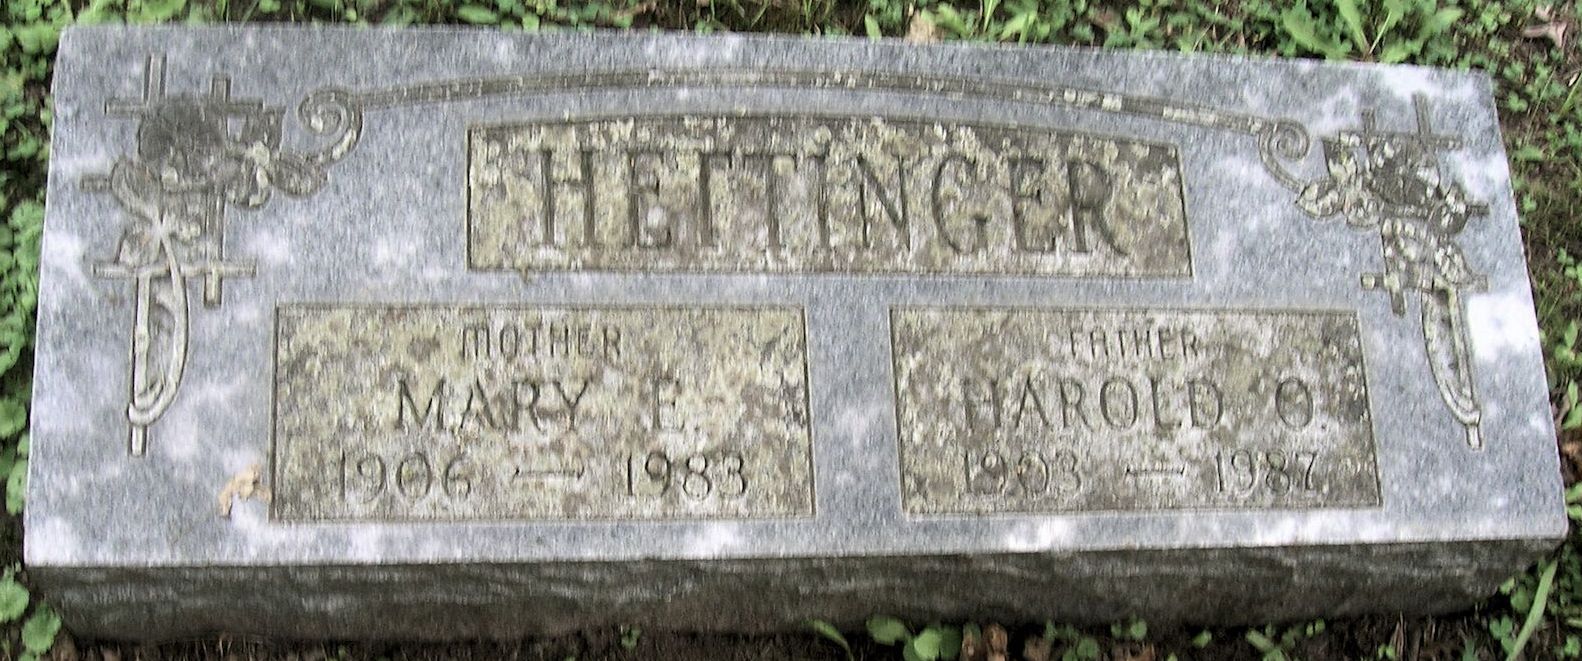 HETTINGER
MOTHER
MARY E.
1906 — 1983
FATHER
HAROLD O.
1903 — 1987